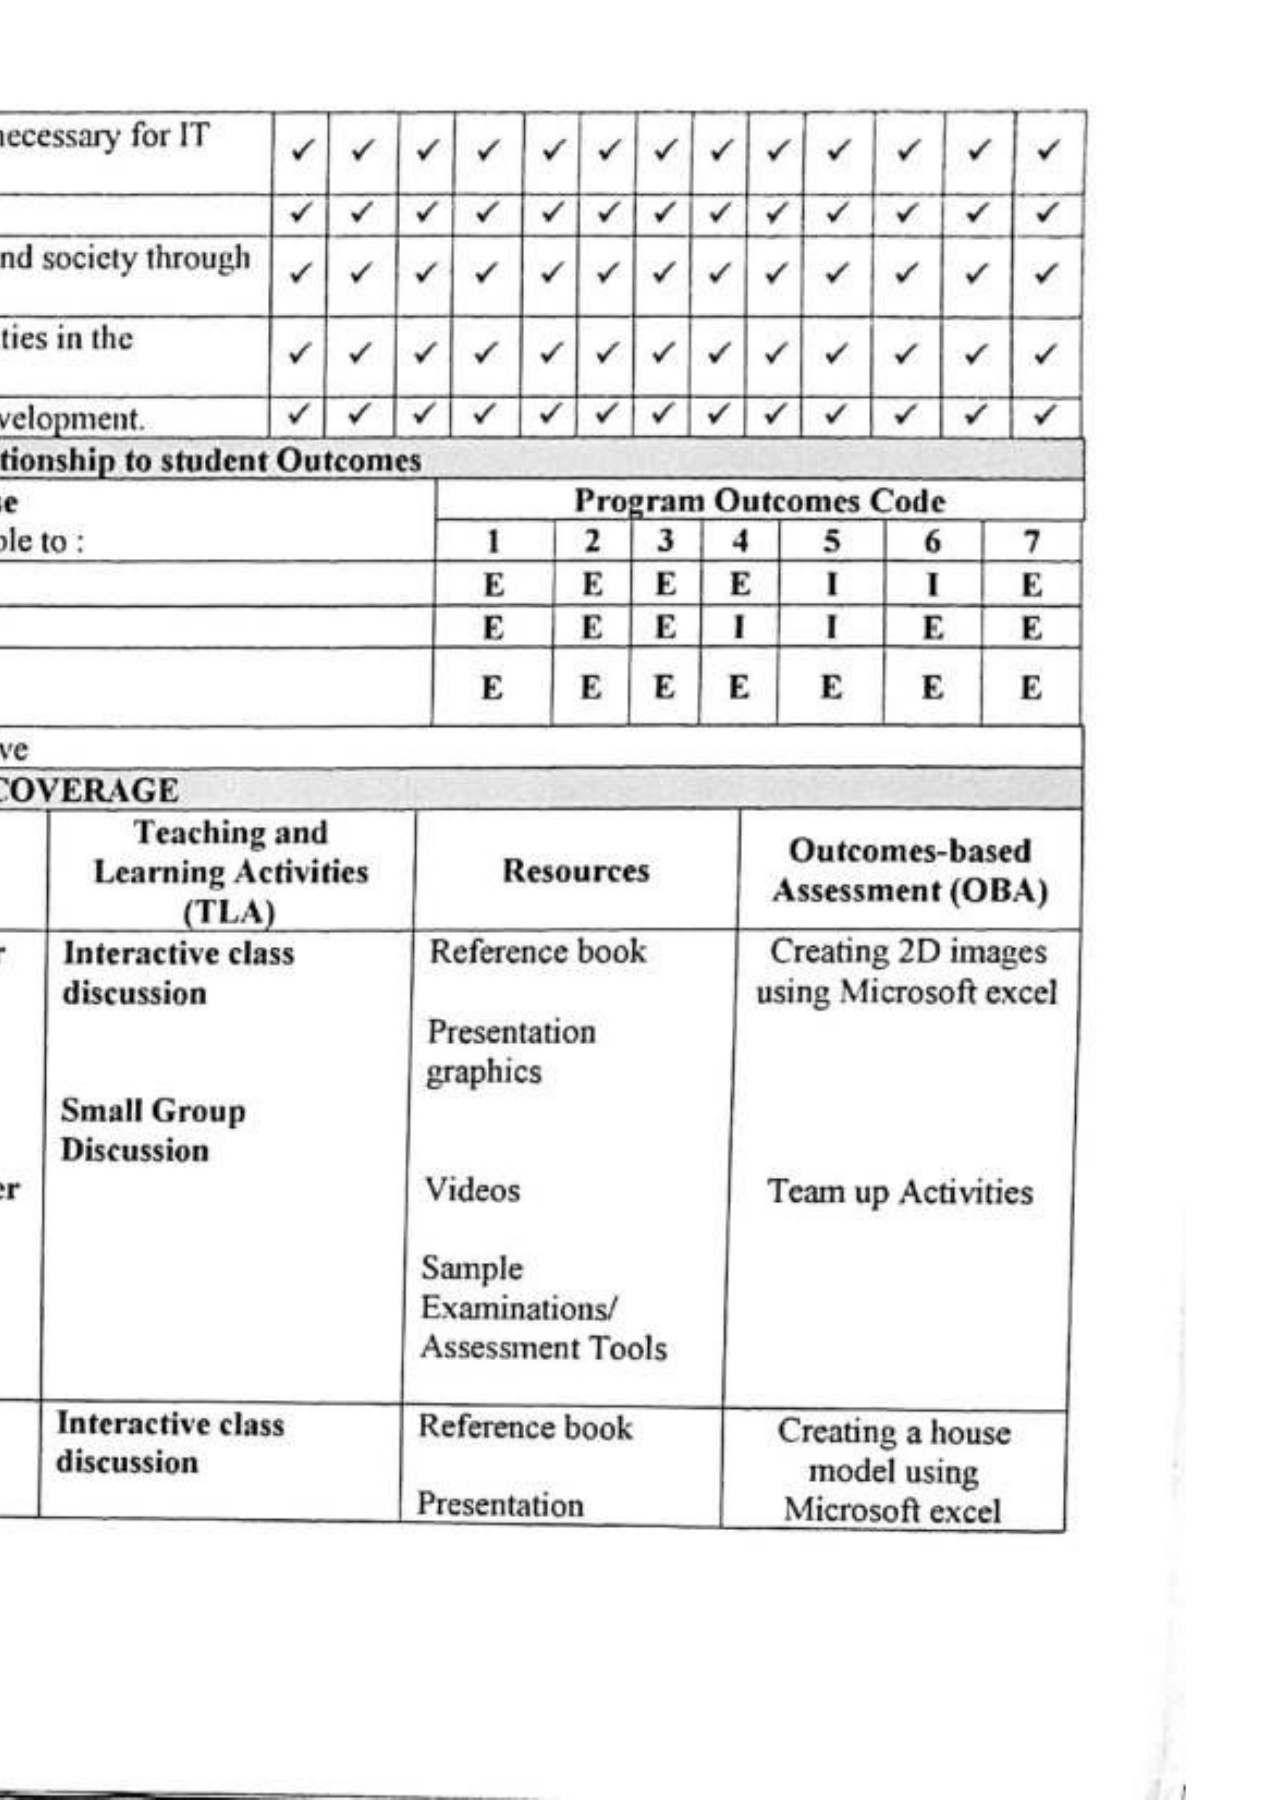 necessary for IT ✓ ✓ ✓ ✓ ✓ ✓ ✓ ✓ ✓ ✓ ✓ ✓ ✓
✓ ✓ ✓ ✓ ✓ ✓ ✓ ✓ ✓ ✓ ✓ ✓ ✓
nd society through ✓ ✓ ✓ ✓ ✓ ✓ ✓ ✓ ✓ ✓ ✓ ✓ ✓
ties in the ✓ ✓ ✓ ✓ ✓ ✓ ✓ ✓ ✓ ✓ ✓ ✓ ✓
velopment. ✓ ✓ ✓ ✓ ✓ ✓ ✓ ✓ ✓ ✓ ✓ ✓ ✓
tionship to student Outcomes
se
Program Outcomes Code
ble to :
1 2 3 4 5 6 7
E E E E I I E
E E E I I E E
E E E E E E E
ve
COVERAGE
Teaching and
Learning Activities
(TLA)
Resources
Outcomes-based
Assessment (OBA)
r
er
Interactive class
discussion
Small Group
Discussion
Reference book
Presentation
graphics
Videos
Sample
Examinations/
Assessment Tools
Creating 2D images
using Microsoft excel
Team up Activities
Interactive class
discussion
Reference book
Presentation
Creating a house
model using
Microsoft excel